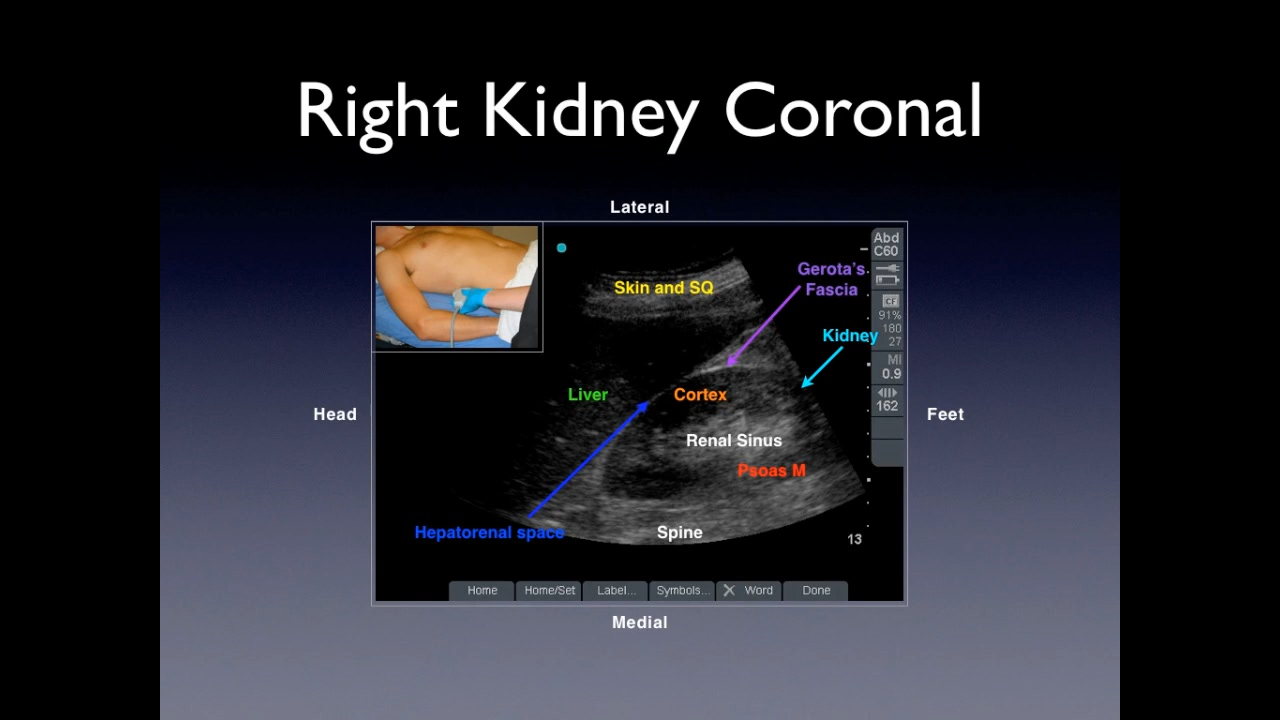 Right Kidney Coronal
Lateral
Abd
C60
Skin and SQ
Gerota's
Fascia
CF
91%
180
27
Kidney
MI
0.9
Liver
Cortex
162
Head
Feet
Renal Sinus
Psoas M
Hepatorenal space
Spine
13
Home
Home/Set
Label...
Symbols...
X Word
Done
Medial